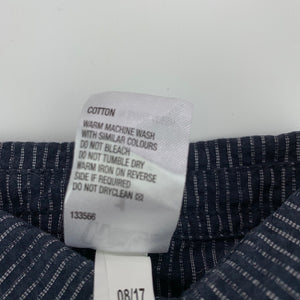 COTTON
WARM MACHINE WASH
WITH SIMILAR COLOURS
DO NOT BLEACH
DO NOT TUMBLE DRY
WARM IRON ON REVERSE
SIDE IF REQUIRED
DO NOT DRYCLEAN (2)
133566
08/17